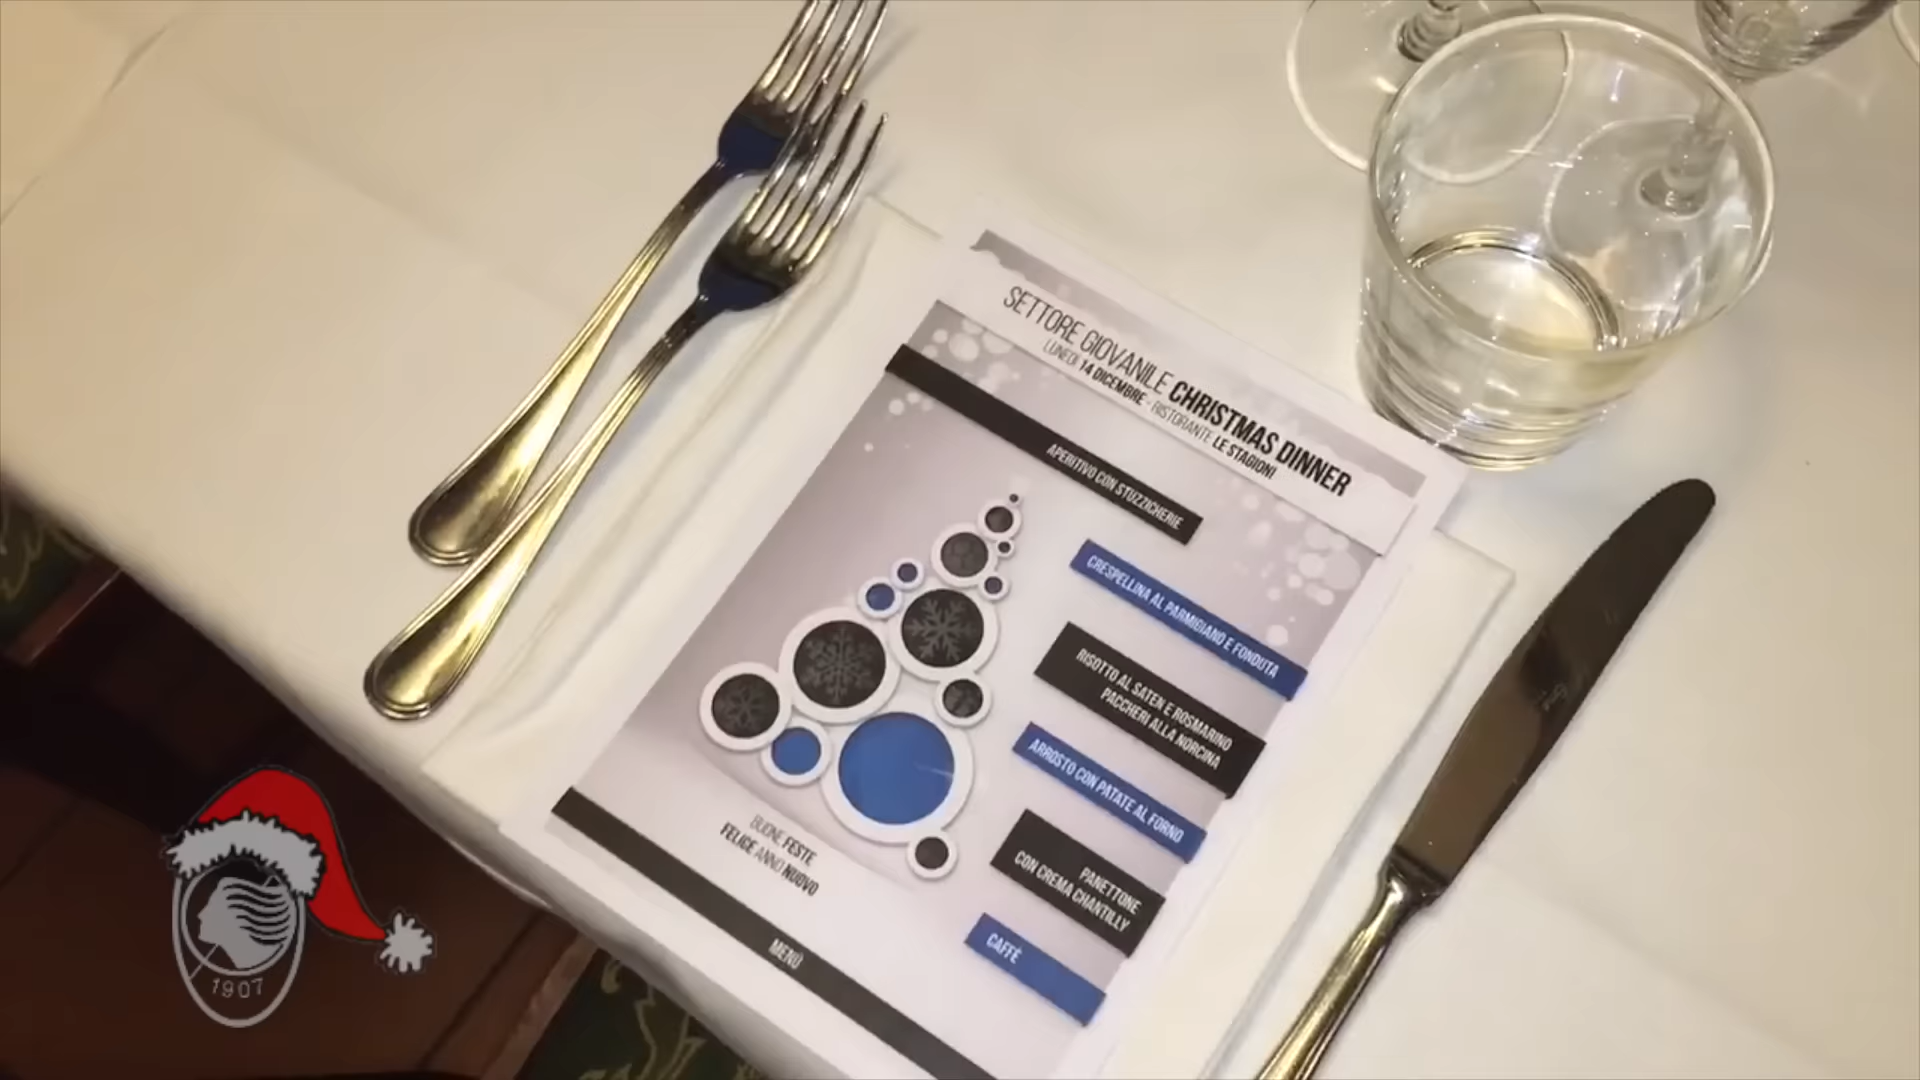 SETTORE GIOVANILE CHRISTMAS DINNER
LUNEDÌ 14 DICEMBRE - RISTORANTE LE STAGIONI
APERITIVO CON STUZZICHERIE
CRESPELLINA AL PARMIGIANO E FONDUTA
RISOTTO AL SATEN E ROSMARINO
PACCHERI ALLA NORCINA
ARROSTO CON PATATE AL FORNO
PANETTONE
CON CREMA CHANTILLY
CAFFÈ
BUONE FESTE
FELICE ANNO NUOVO
MENÙ
1907